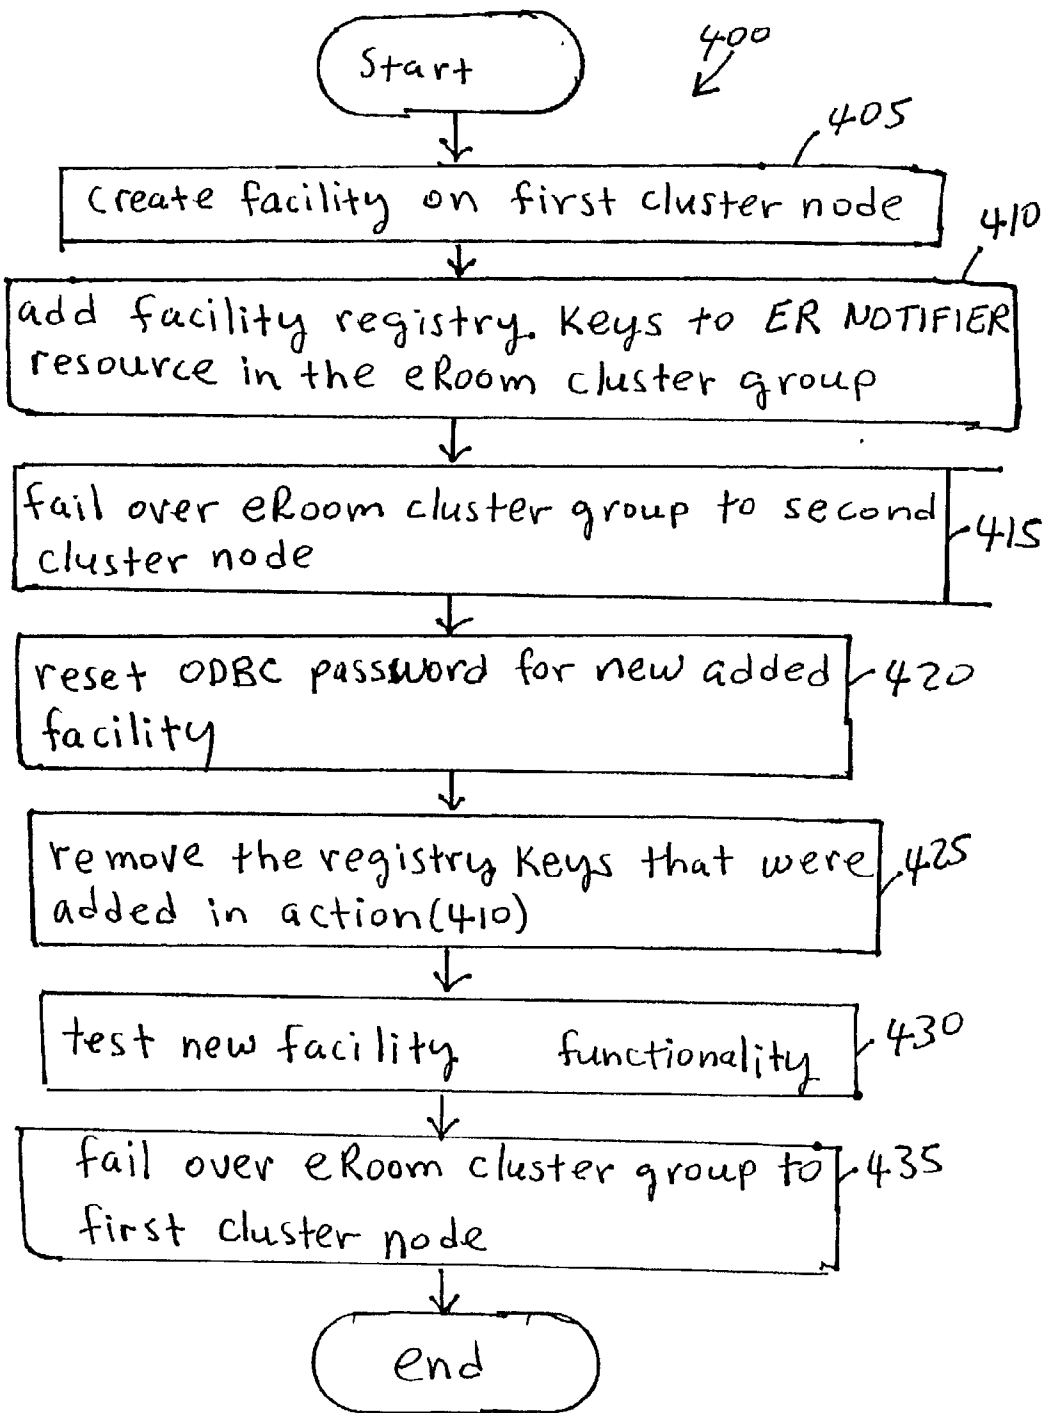 Start
400
405
create facility on first cluster node
410
add facility registry. Keys to ER NOTIFIER
resource in the eRoom cluster group
fail over eRoom cluster group to second
cluster node
415
reset ODBC password for new added
facility
420
remove the registry Keys that were
added in action(410)
425
test new facility functionality
430
fail over eRoom cluster group to
first cluster node
435
end